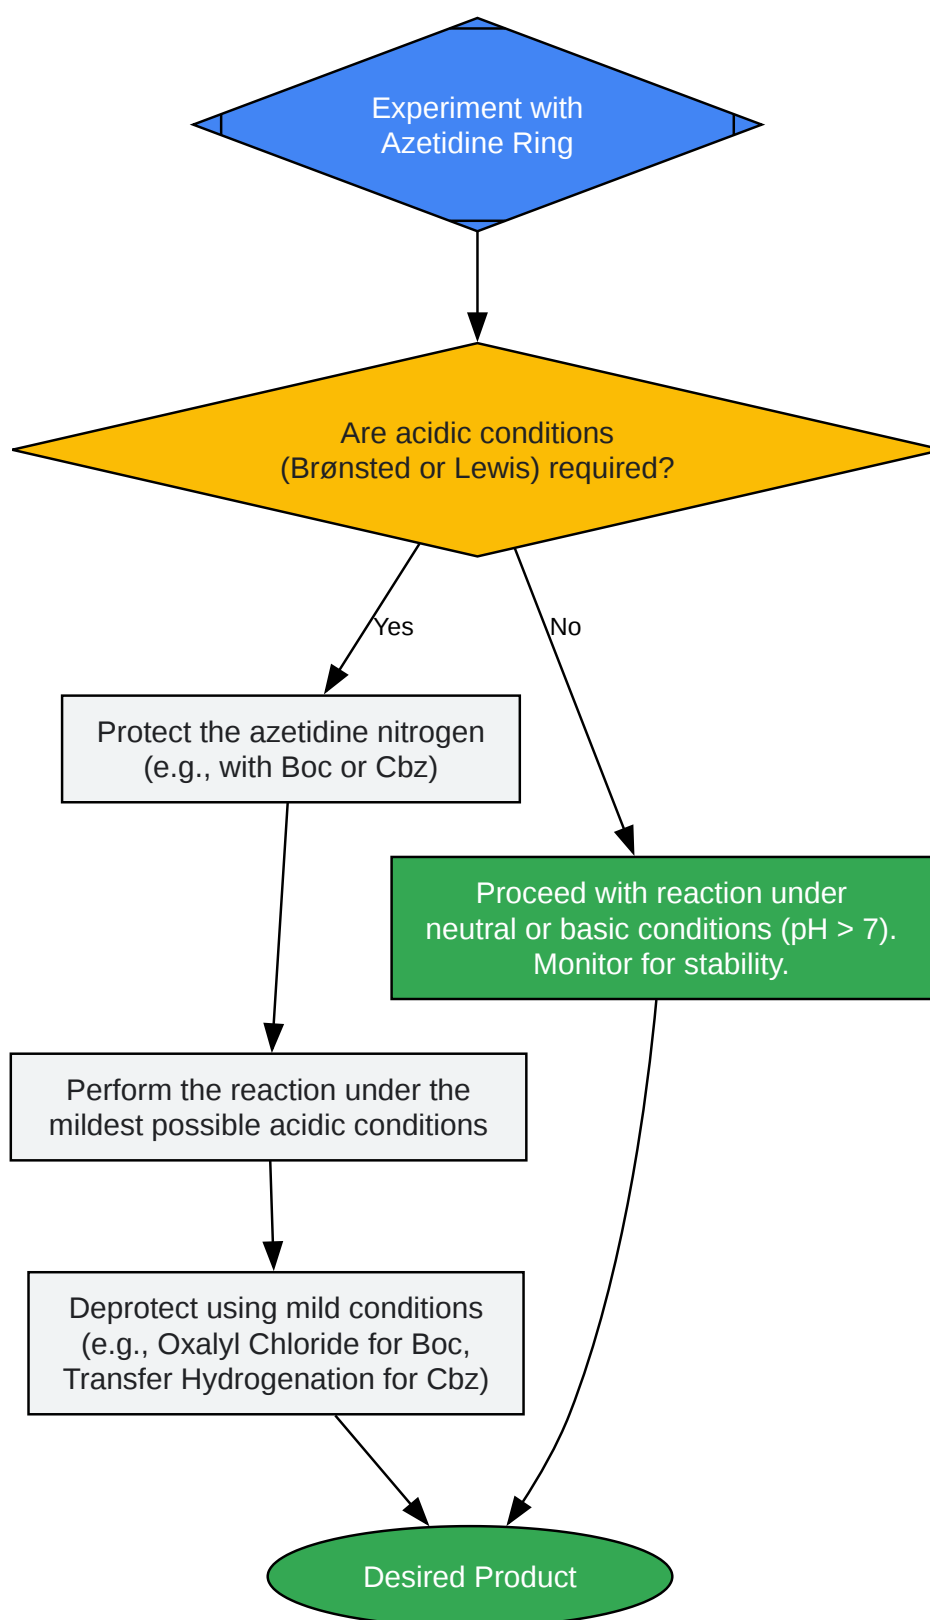 Experiment with
Azetidine Ring
Are acidic conditions
(Brønsted or Lewis) required?
Yes
No
Protect the azetidine nitrogen
(e.g., with Boc or Cbz)
Proceed with reaction under
neutral or basic conditions (pH > 7).
Monitor for stability.
Perform the reaction under the
mildest possible acidic conditions
Deprotect using mild conditions
(e.g., Oxalyl Chloride for Boc,
Transfer Hydrogenation for Cbz)
Desired Product